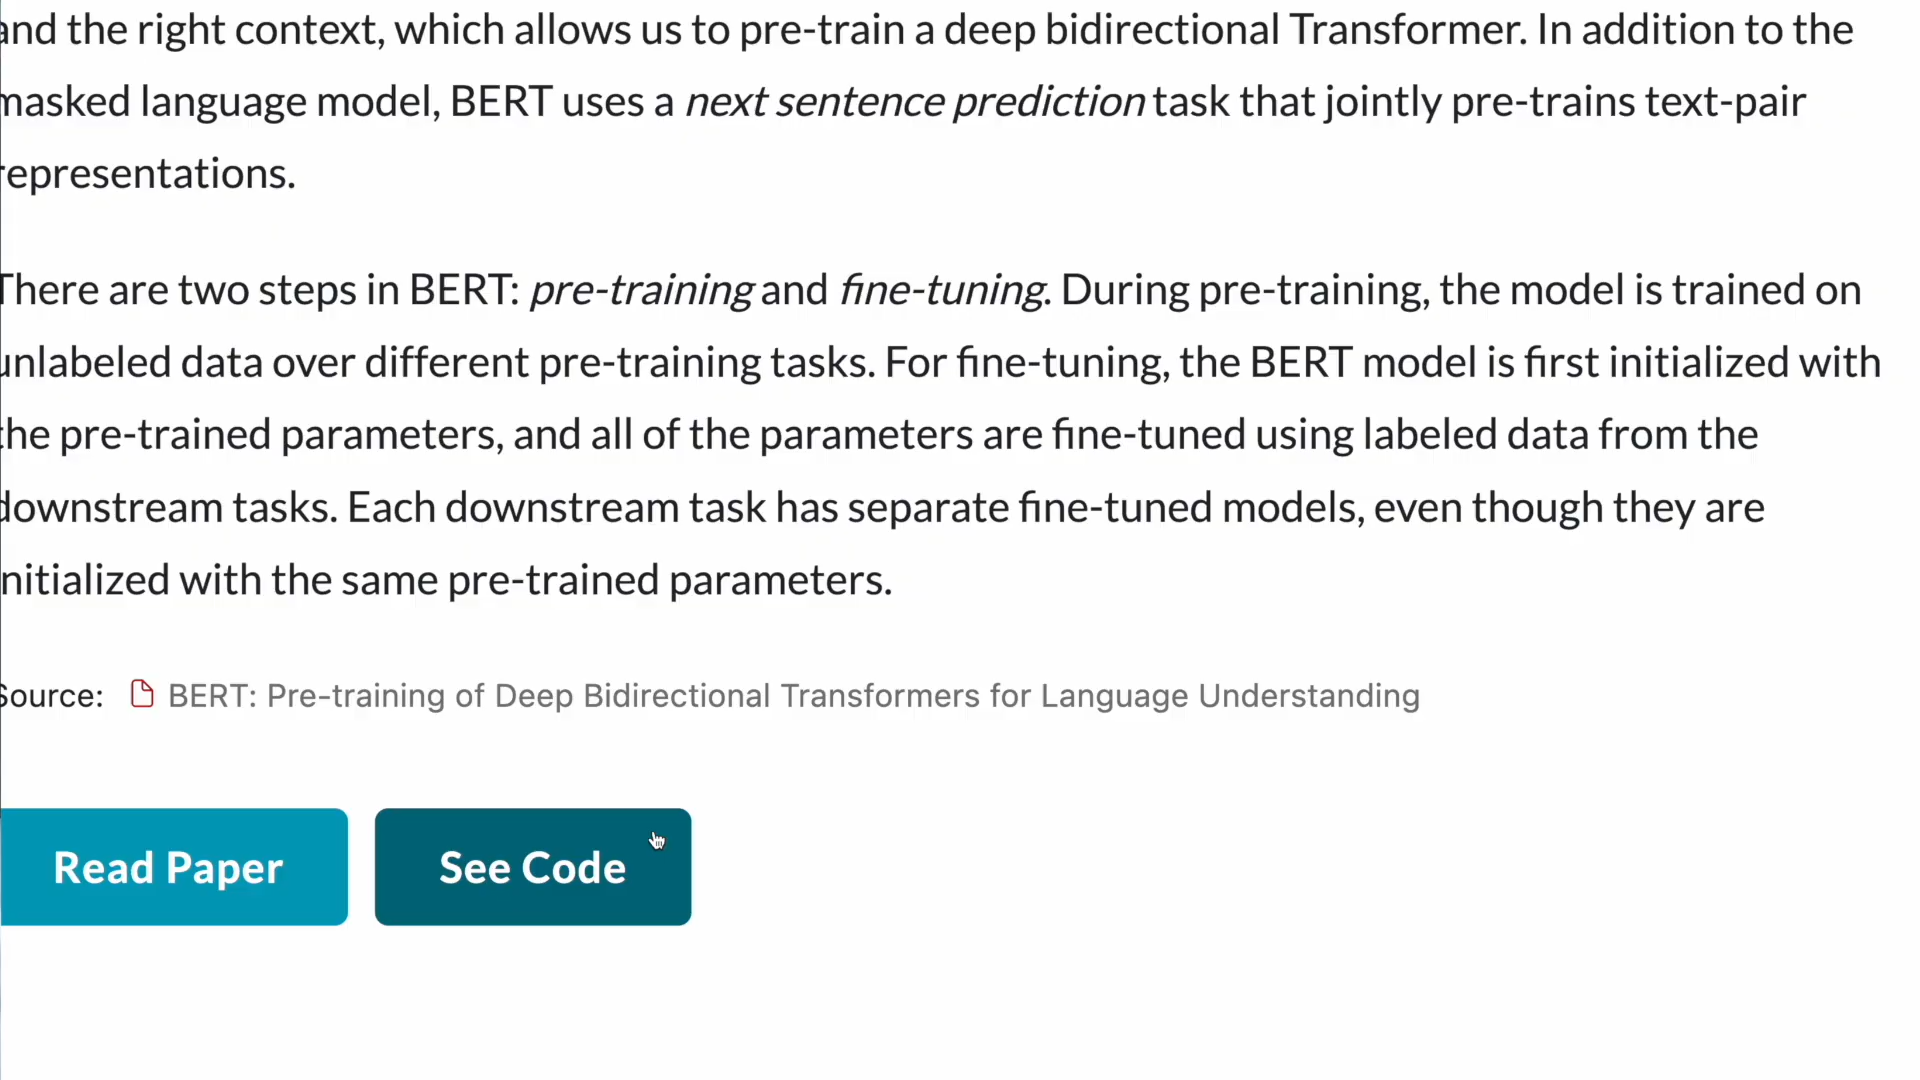 and the right context, which allows us to pre-train a deep bidirectional Transformer. In addition to the
masked language model, BERT uses a next sentence prediction task that jointly pre-trains text-pair
representations.
There are two steps in BERT: pre-training and fine-tuning. During pre-training, the model is trained on
unlabeled data over different pre-training tasks. For fine-tuning, the BERT model is first initialized with
the pre-trained parameters, and all of the parameters are fine-tuned using labeled data from the
downstream tasks. Each downstream task has separate fine-tuned models, even though they are
nitialized with the same pre-trained parameters.
Source: BERT: Pre-training of Deep Bidirectional Transformers for Language Understanding
Read Paper See Code